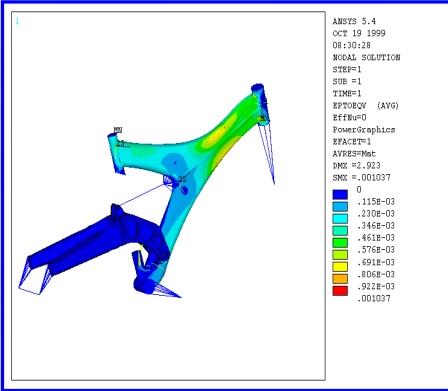 1
ANSYS 5.4
OCT 19 1999
08:30:28
NODAL SOLUTION
STEP=1
SUB =1
TIME=1
EPTOEQV (AVG)
EffNu=0
PowerGraphics
EFACET=1
AVRES=Mat
DMX =2.923
SMX =.001037
0
.115E-03
.230E-03
.346E-03
.461E-03
.576E-03
.691E-03
.806E-03
.922E-03
.001037
MN
23
22